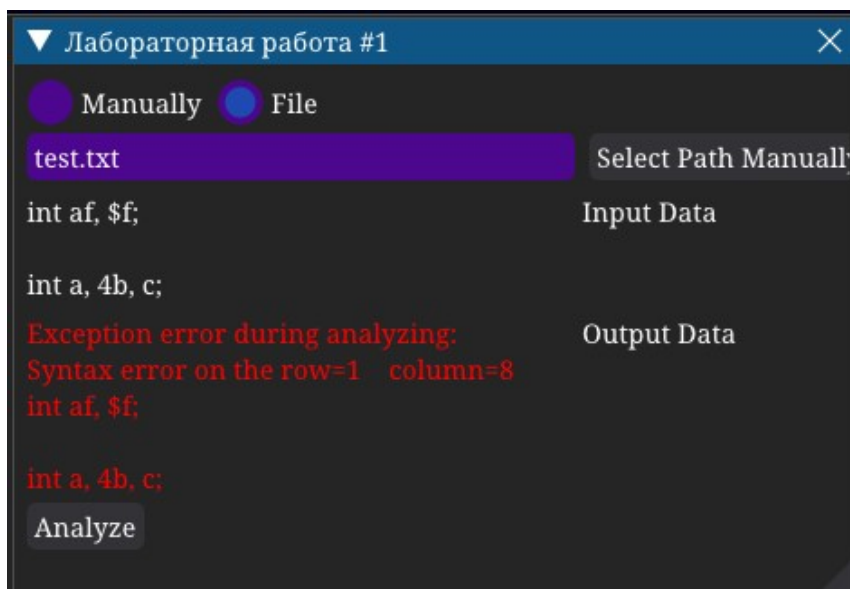 Лабораторная работа #1
Manually File
test.txt Select Path Manually
int af, $f; Input Data
int a, 4b, c;
Exception error during analyzing: Output Data
Syntax error on the row=1 column=8
int af, $f;
int a, 4b, c;
Analyze